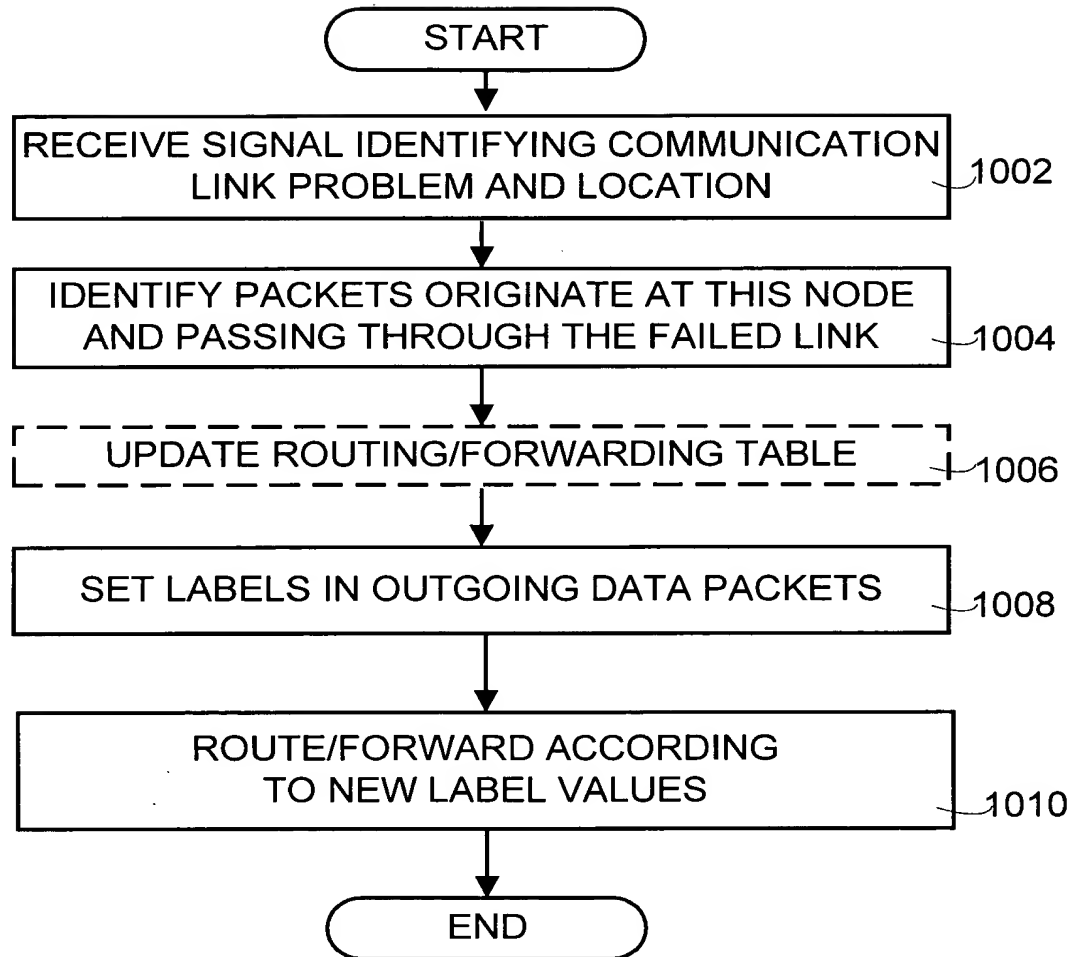 START
RECEIVE SIGNAL IDENTIFYING COMMUNICATION
LINK PROBLEM AND LOCATION
1002
IDENTIFY PACKETS ORIGINATE AT THIS NODE
AND PASSING THROUGH THE FAILED LINK
1004
UPDATE ROUTING/FORWARDING TABLE
1006
SET LABELS IN OUTGOING DATA PACKETS
1008
ROUTE/FORWARD ACCORDING
TO NEW LABEL VALUES
1010
END